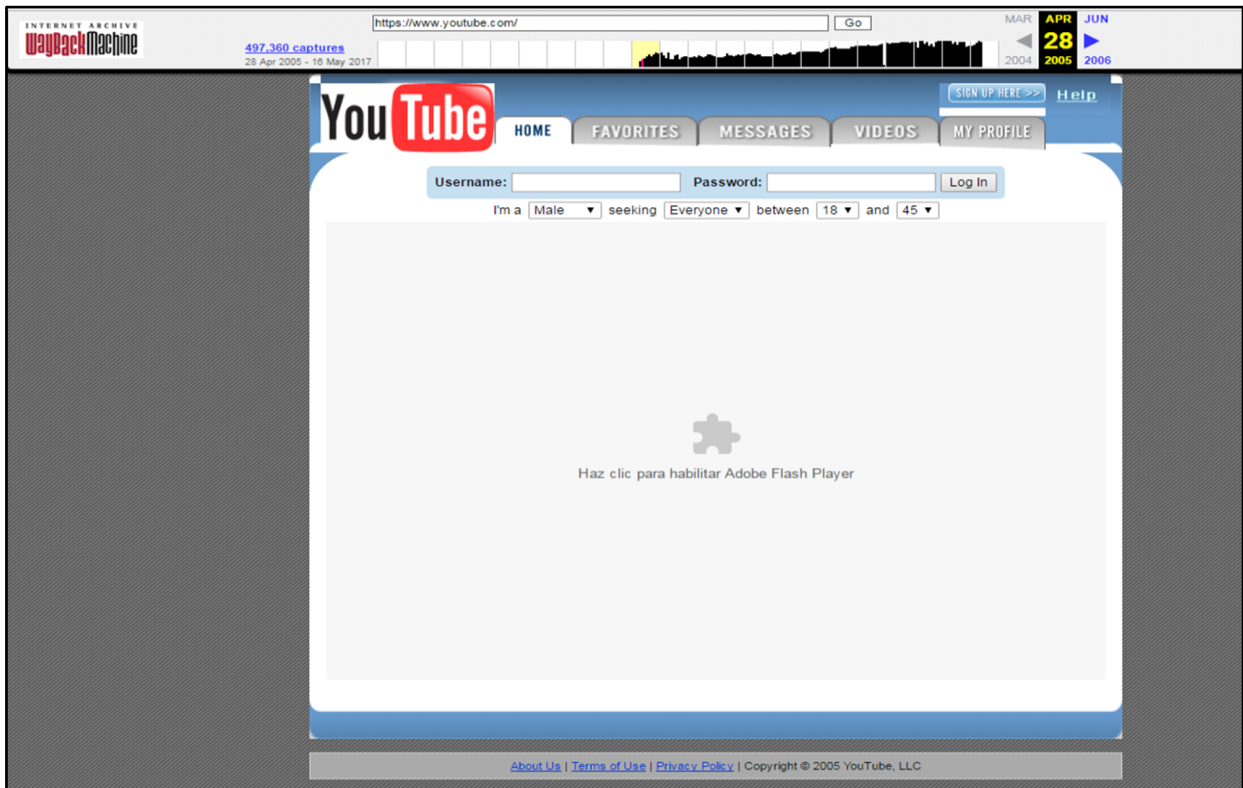 INTERNET ARCHIVE
WayBackMachine
https://www.youtube.com/
Go
497,360 captures
28 Apr 2005 - 16 May 2017
MAR APR JUN
28
2004 2005 2006
YouTube
SIGN UP HERE >> Help
HOME FAVORITES MESSAGES VIDEOS MY PROFILE
Username: Password: Log In
I'm a Male ▼ seeking Everyone ▼ between 18 ▼ and 45 ▼
Haz clic para habilitar Adobe Flash Player
About Us | Terms of Use | Privacy Policy | Copyright © 2005 YouTube, LLC